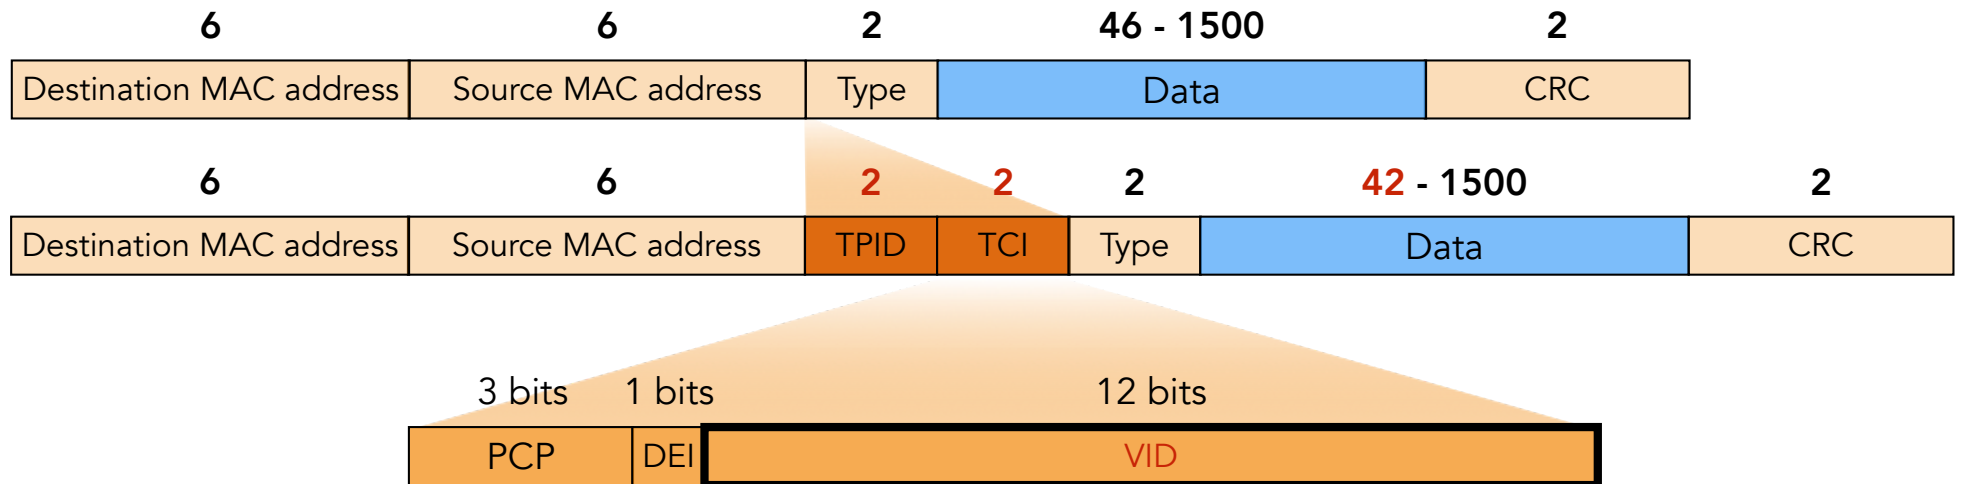 6 6 2 46 - 1500 2
Destination MAC address Source MAC address Type Data CRC
6 6 2 2 2 42 - 1500 2
Destination MAC address Source MAC address TPID TCI Type Data CRC
3 bits 1 bits 12 bits
PCP DEI VID